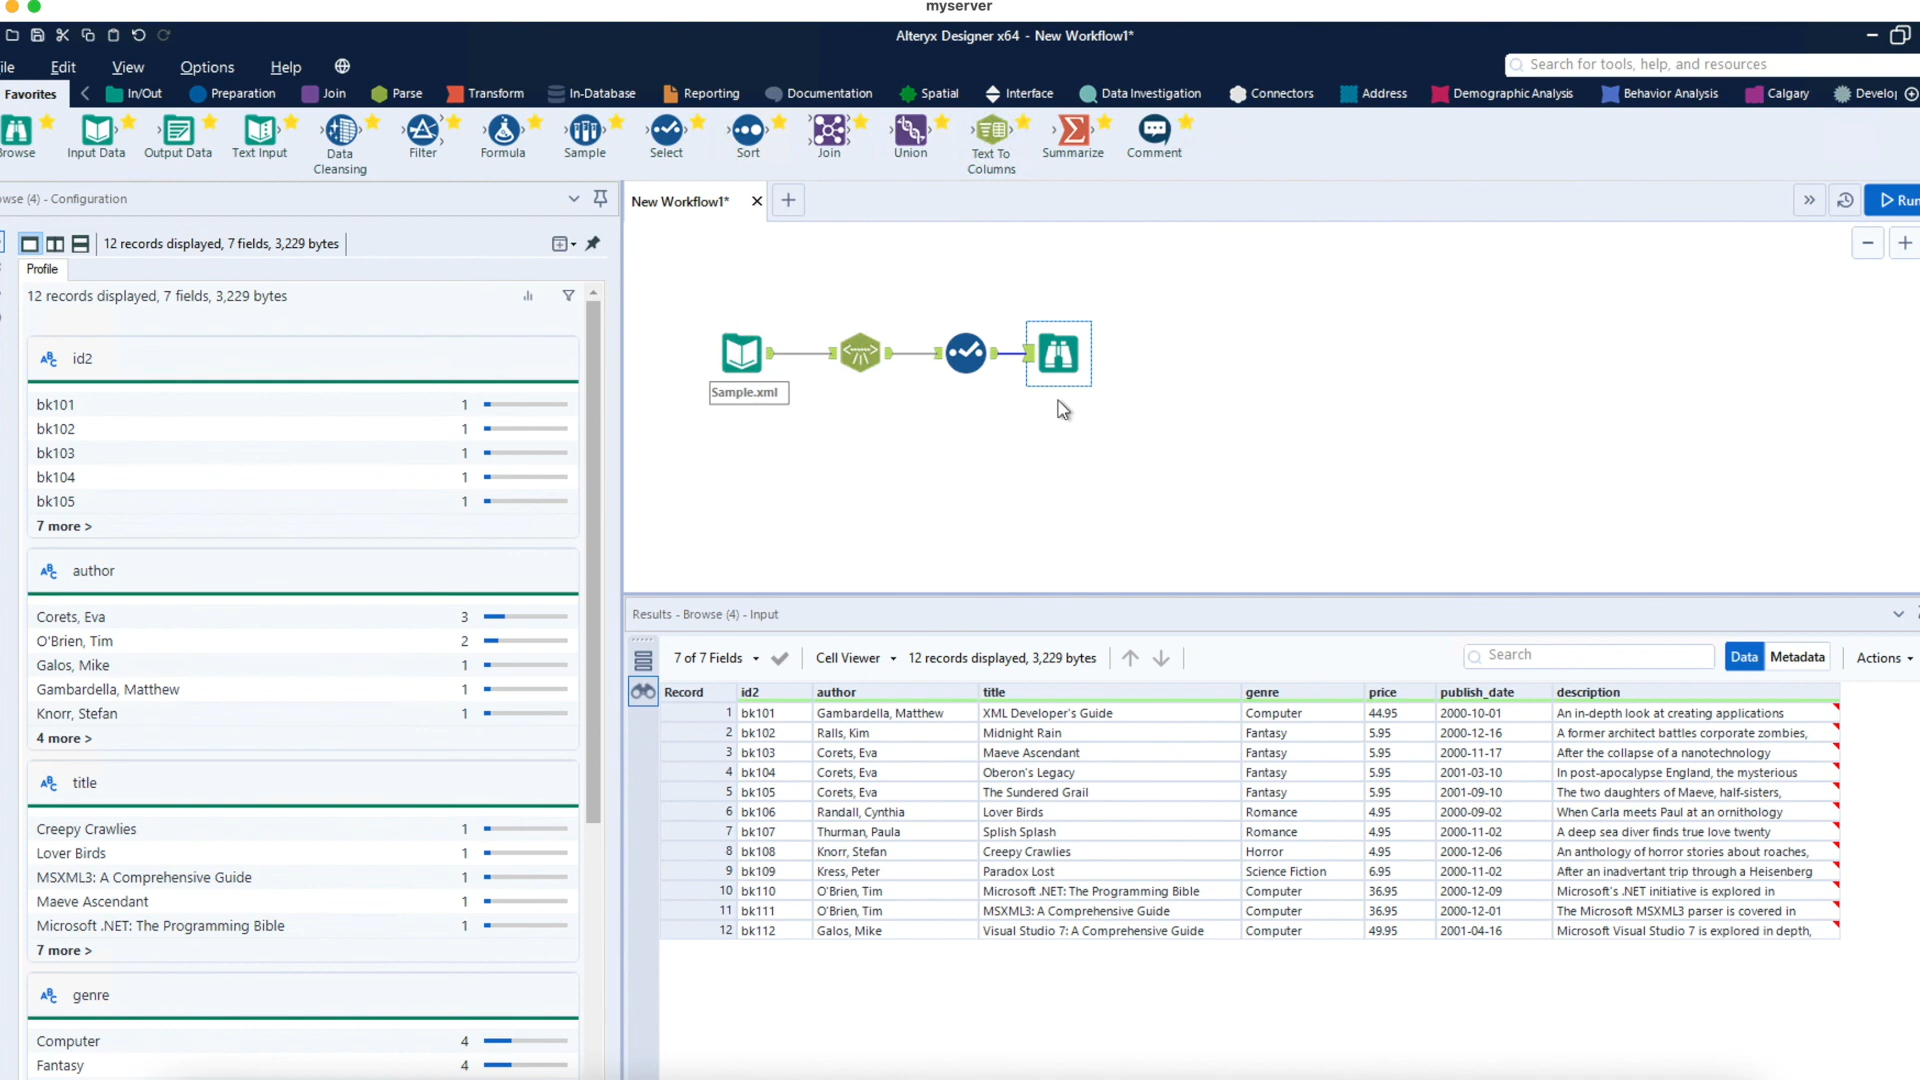 myserver
Alteryx Designer x64 - New Workflow1*
ile Edit View Options Help
Search for tools, help, and resources
Favorites In/Out Preparation Join Parse Transform In-Database Reporting Documentation Spatial Interface Data Investigation Connectors Address Demographic Analysis Behavior Analysis Calgary Develo
rowse Input Data Output Data Text Input Data Cleansing Filter Formula Sample Select Sort Join Union Text To Columns Summarize Comment
owse (4) - Configuration
New Workflow1*
Run
12 records displayed, 7 fields, 3,229 bytes
Profile
12 records displayed, 7 fields, 3,229 bytes
id2
bk101 1
bk102 1
bk103 1
bk104 1
bk105 1
7 more >
author
Corets, Eva 3
O'Brien, Tim 2
Galos, Mike 1
Gambardella, Matthew 1
Knorr, Stefan 1
4 more >
title
Creepy Crawlies 1
Lover Birds 1
MSXML3: A Comprehensive Guide 1
Maeve Ascendant 1
Microsoft .NET: The Programming Bible 1
7 more >
genre
Computer 4
Fantasy 4
Sample.xml
Results - Browse (4) - Input
7 of 7 Fields Cell Viewer 12 records displayed, 3,229 bytes Search Data Metadata Actions
Record id2 author title genre price publish_date description
1 bk101 Gambardella, Matthew XML Developer's Guide Computer 44.95 2000-10-01 An in-depth look at creating applications
2 bk102 Ralls, Kim Midnight Rain Fantasy 5.95 2000-12-16 A former architect battles corporate zombies,
3 bk103 Corets, Eva Maeve Ascendant Fantasy 5.95 2000-11-17 After the collapse of a nanotechnology
4 bk104 Corets, Eva Oberon's Legacy Fantasy 5.95 2001-03-10 In post-apocalypse England, the mysterious
5 bk105 Corets, Eva The Sundered Grail Fantasy 5.95 2001-09-10 The two daughters of Maeve, half-sisters,
6 bk106 Randall, Cynthia Lover Birds Romance 4.95 2000-09-02 When Carla meets Paul at an ornithology
7 bk107 Thurman, Paula Splish Splash Romance 4.95 2000-11-02 A deep sea diver finds true love twenty
8 bk108 Knorr, Stefan Creepy Crawlies Horror 4.95 2000-12-06 An anthology of horror stories about roaches,
9 bk109 Kress, Peter Paradox Lost Science Fiction 6.95 2000-11-02 After an inadvertant trip through a Heisenberg
10 bk110 O'Brien, Tim Microsoft .NET: The Programming Bible Computer 36.95 2000-12-09 Microsoft's .NET initiative is explored in
11 bk111 O'Brien, Tim MSXML3: A Comprehensive Guide Computer 36.95 2000-12-01 The Microsoft MSXML3 parser is covered in
12 bk112 Galos, Mike Visual Studio 7: A Comprehensive Guide Computer 49.95 2001-04-16 Microsoft Visual Studio 7 is explored in depth,